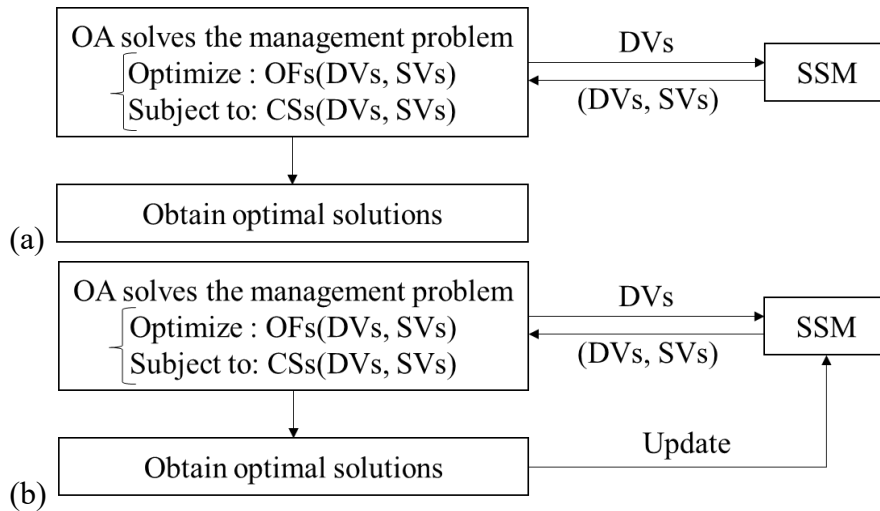 OA solves the management problem
Optimize : OFs(DVs, SVs)
Subject to: CSs(DVs, SVs)
DVs
(DVs, SVs)
SSM
Obtain optimal solutions
(a)
OA solves the management problem
Optimize : OFs(DVs, SVs)
Subject to: CSs(DVs, SVs)
DVs
(DVs, SVs)
SSM
Obtain optimal solutions
Update
(b)